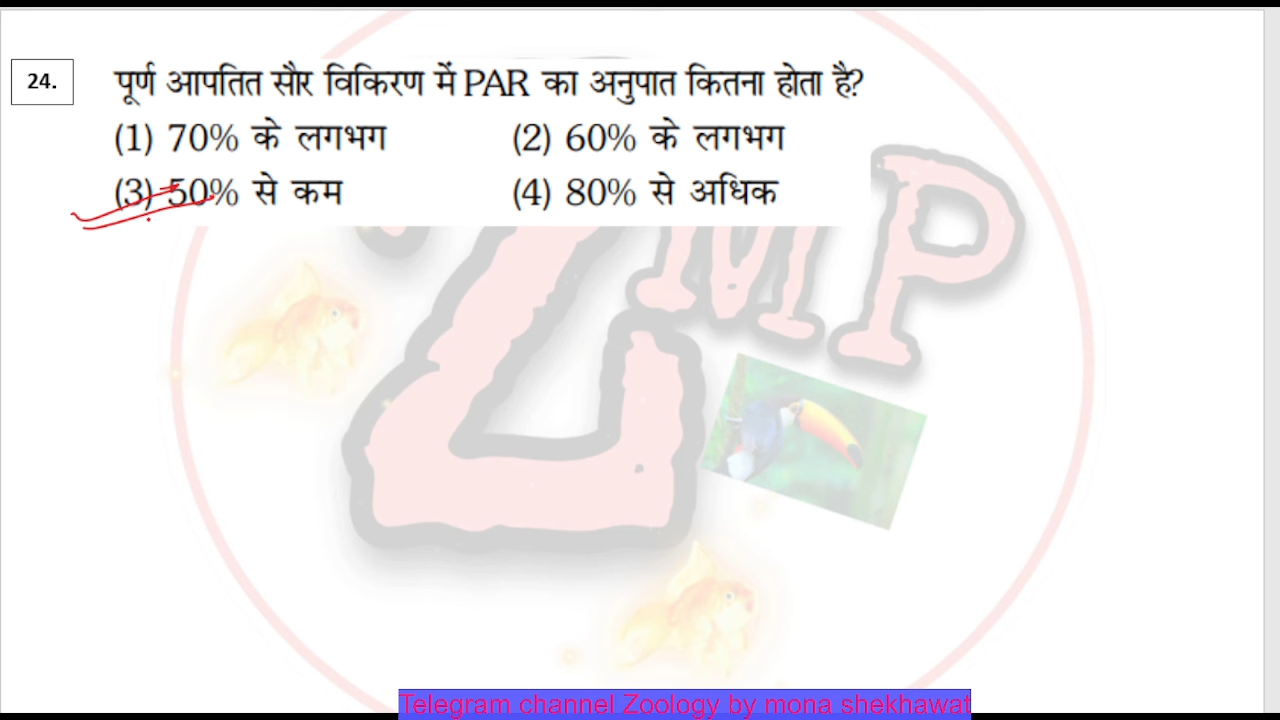 24. पूर्ण आपतित सौर विकिरण में PAR का अनुपात कितना होता है?
(1) 70% के लगभग (2) 60% के लगभग
(3) 50% से कम (4) 80% से अधिक
ZMP
Telegram channel Zoology by mona shekhawat